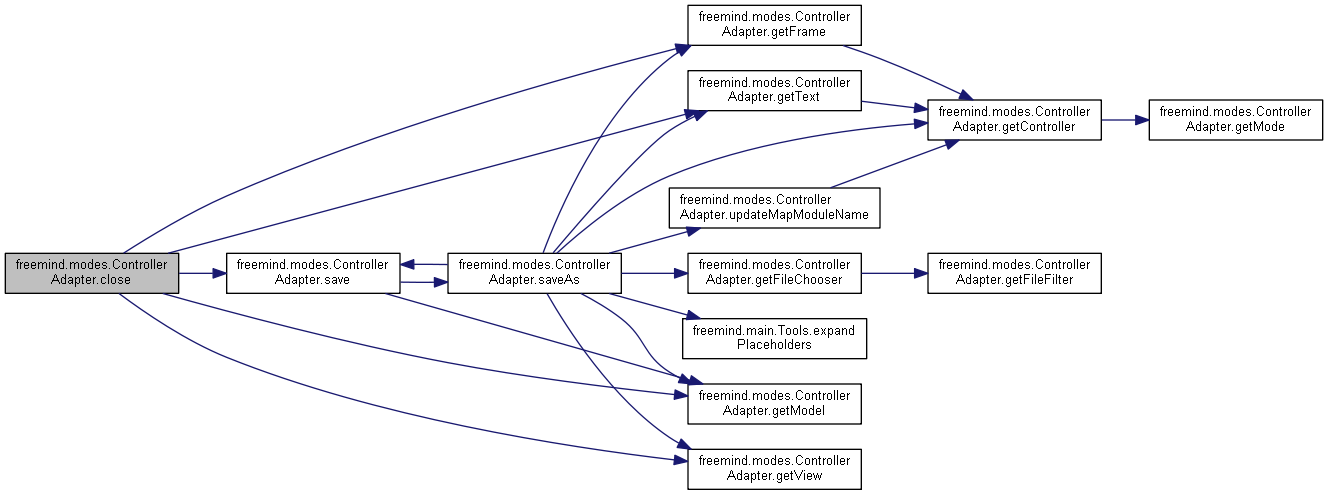 freemind.modes.Controller
Adapter.getFrame
freemind.modes.Controller
Adapter.getText
freemind.modes.Controller
Adapter.getController
freemind.modes.Controller
Adapter.getMode
freemind.modes.Controller
Adapter.updateMapModuleName
freemind.modes.Controller
Adapter.close
freemind.modes.Controller
Adapter.save
freemind.modes.Controller
Adapter.saveAs
freemind.modes.Controller
Adapter.getFileChooser
freemind.modes.Controller
Adapter.getFileFilter
freemind.main.Tools.expand
Placeholders
freemind.modes.Controller
Adapter.getModel
freemind.modes.Controller
Adapter.getView